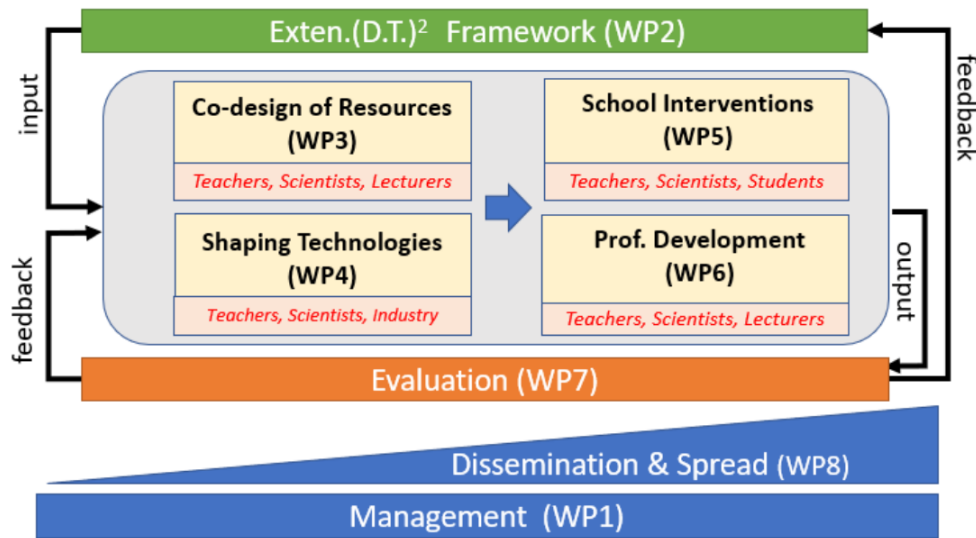 Exten.(D.T.)² Framework (WP2)
input
feedback
Co-design of Resources
(WP3)
Teachers, Scientists, Lecturers
School Interventions
(WP5)
Teachers, Scientists, Students
Shaping Technologies
(WP4)
Teachers, Scientists, Industry
Prof. Development
(WP6)
Teachers, Scientists, Lecturers
feedback
output
Evaluation (WP7)
Dissemination & Spread (WP8)
Management (WP1)